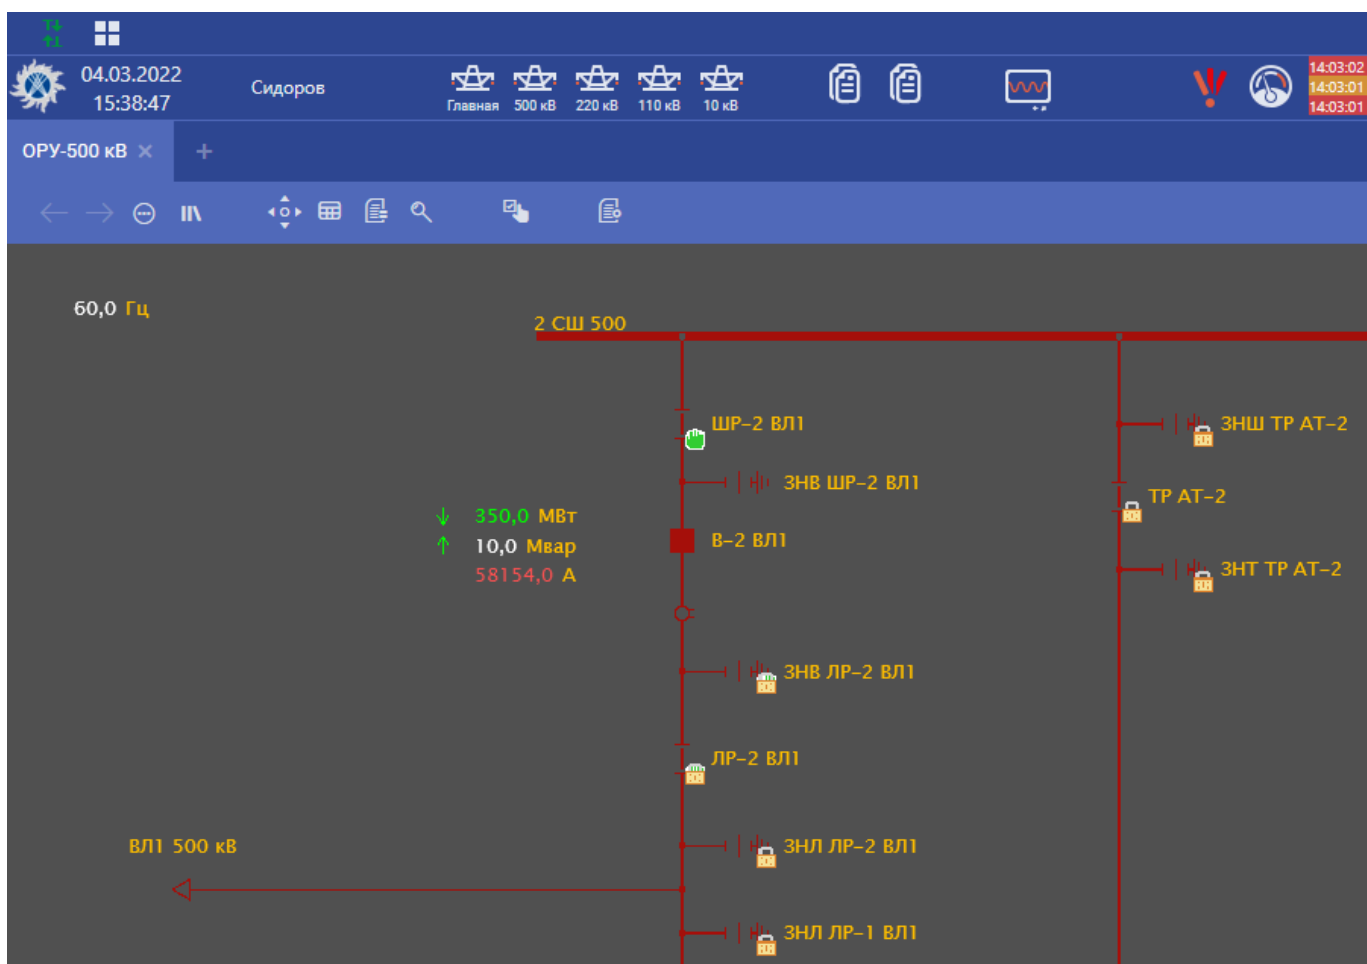 04.03.2022
15:38:47
Сидоров
Главная
500 кВ
220 кВ
110 кВ
10 кВ
14:03:02
14:03:01
14:03:01
ОРУ-500 кВ
60,0 Гц
2 СШ 500
ШР-2 ВЛ1
ЗНШ ТР АТ-2
ЗНВ ШР-2 ВЛ1
ТР АТ-2
350,0 МВт
10,0 Мвар
58154,0 А
В-2 ВЛ1
ЗНТ ТР АТ-2
ЗНВ ЛР-2 ВЛ1
ЛР-2 ВЛ1
ВЛ1 500 кВ
ЗНЛ ЛР-2 ВЛ1
ЗНЛ ЛР-1 ВЛ1